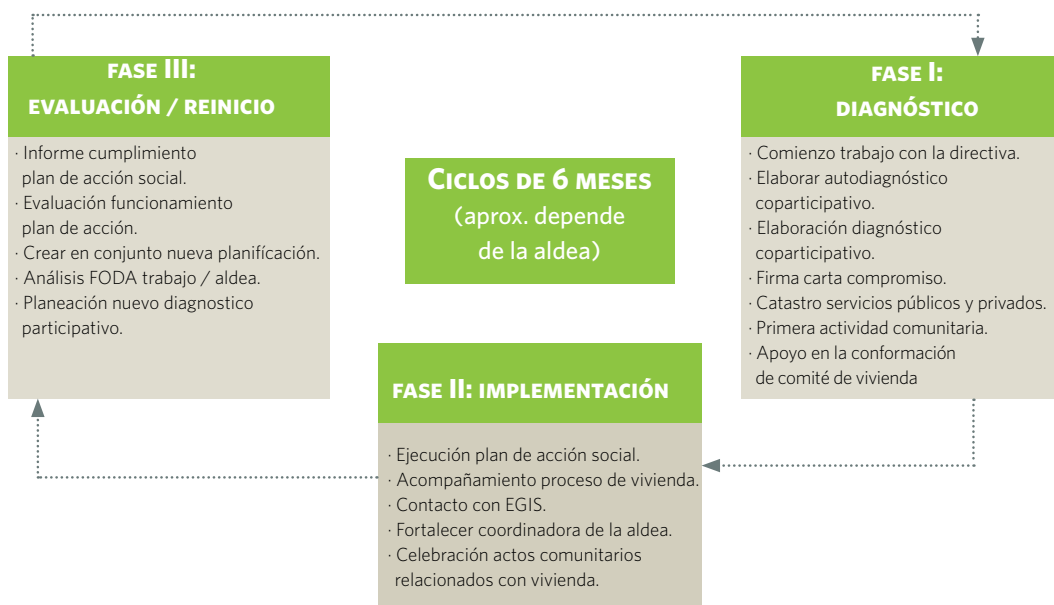 FASE III:
EVALUACIÓN / REINICIO
· Informe cumplimiento
plan de acción social.
· Evaluación funcionamiento
plan de acción.
· Crear en conjunto nueva planifícación.
· Análisis FODA trabajo / aldea.
· Planeación nuevo diagnostico
participativo.
CICLOS DE 6 MESES
(aprox. depende
de la aldea)
FASE I:
DIAGNÓSTICO
· Comienzo trabajo con la directiva.
· Elaborar autodiagnóstico
coparticipativo.
· Elaboración diagnóstico
coparticipativo.
· Firma carta compromiso.
· Catastro servicios públicos y privados.
· Primera actividad comunitaria.
· Apoyo en la conformación
de comité de vivienda
FASE II: IMPLEMENTACIÓN
· Ejecución plan de acción social.
· Acompañamiento proceso de vivienda.
· Contacto con EGIS.
· Fortalecer coordinadora de la aldea.
· Celebración actos comunitarios
relacionados con vivienda.